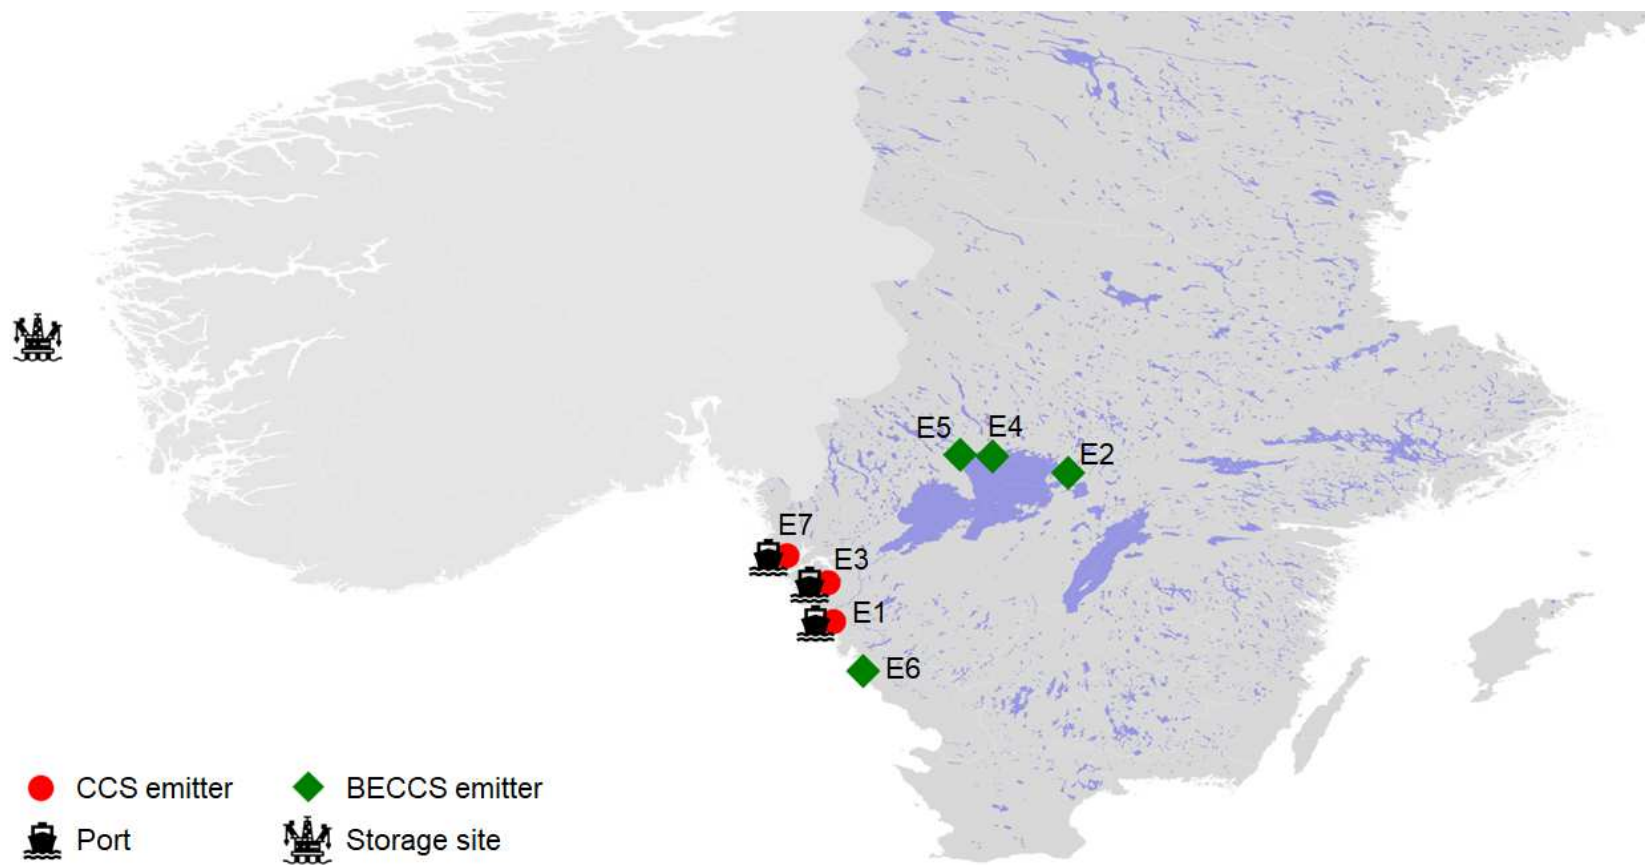 E5
E4
E2
E7
E3
E1
E6
CCS emitter
BECCS emitter
Port
Storage site